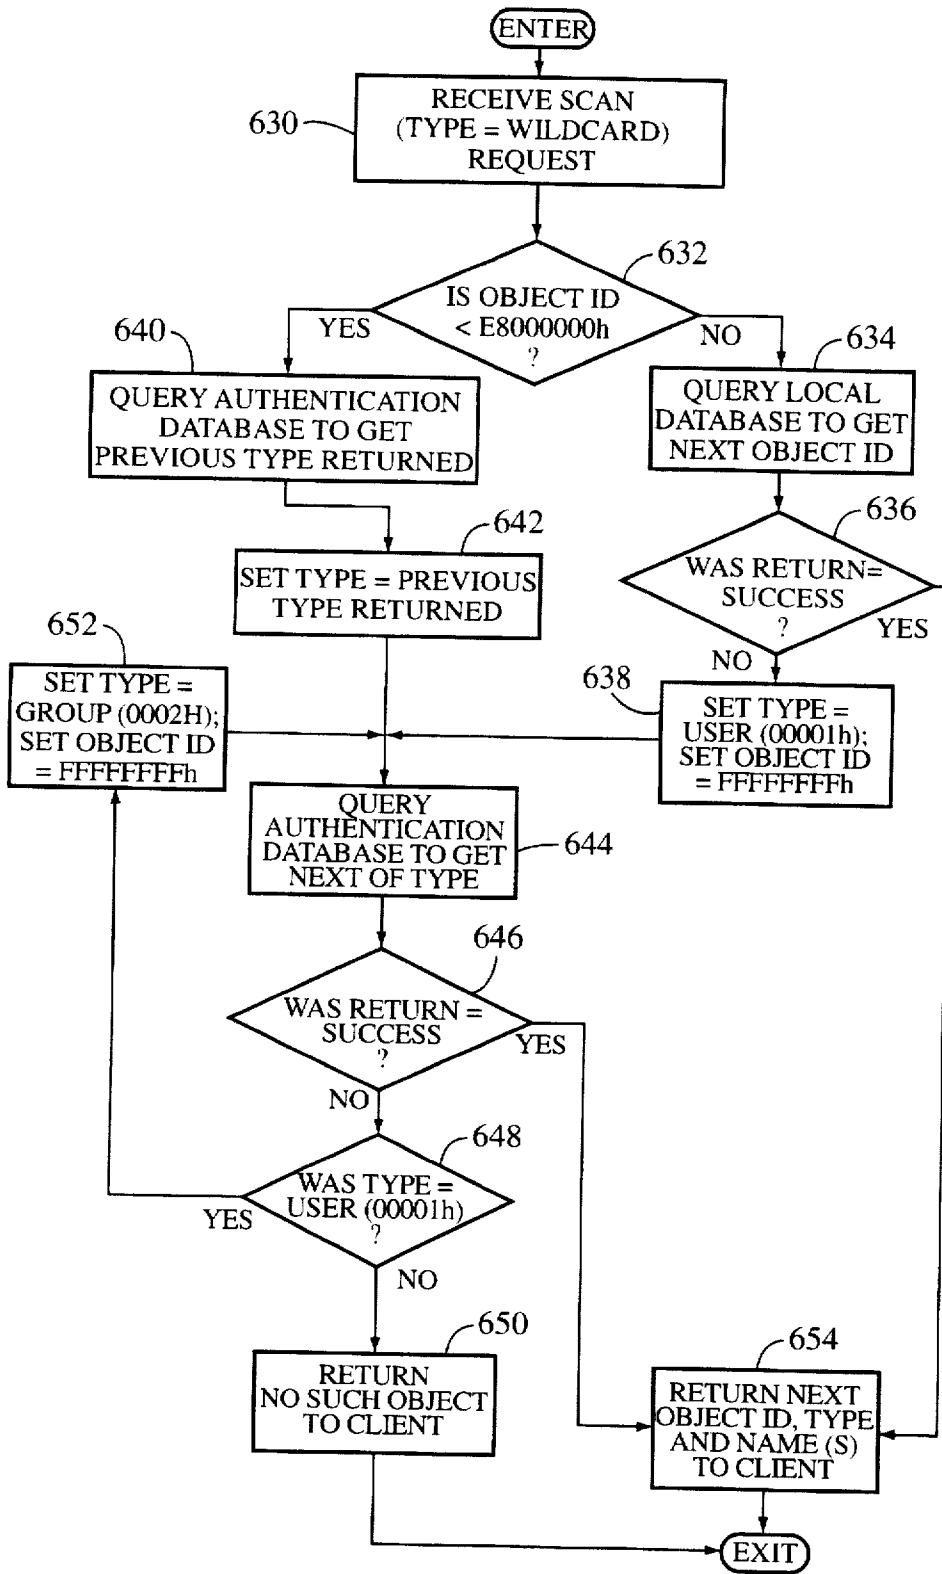 ENTER
RECEIVE SCAN
(TYPE = WILDCARD)
REQUEST
630
IS OBJECT ID
< E8000000h
?
632
YES
NO
640
QUERY AUTHENTICATION
DATABASE TO GET
PREVIOUS TYPE RETURNED
634
QUERY LOCAL
DATABASE TO GET
NEXT OBJECT ID
642
SET TYPE = PREVIOUS
TYPE RETURNED
636
WAS RETURN=
SUCCESS
?
YES
NO
652
SET TYPE =
GROUP (0002H);
SET OBJECT ID
= FFFFFFFFh
638
SET TYPE =
USER (00001h);
SET OBJECT ID
= FFFFFFFFh
QUERY
AUTHENTICATION
DATABASE TO GET
NEXT OF TYPE
644
646
WAS RETURN =
SUCCESS
?
YES
NO
648
WAS TYPE =
USER (00001h)
?
YES
NO
650
RETURN
NO SUCH OBJECT
TO CLIENT
654
RETURN NEXT
OBJECT ID, TYPE
AND NAME (S)
TO CLIENT
EXIT